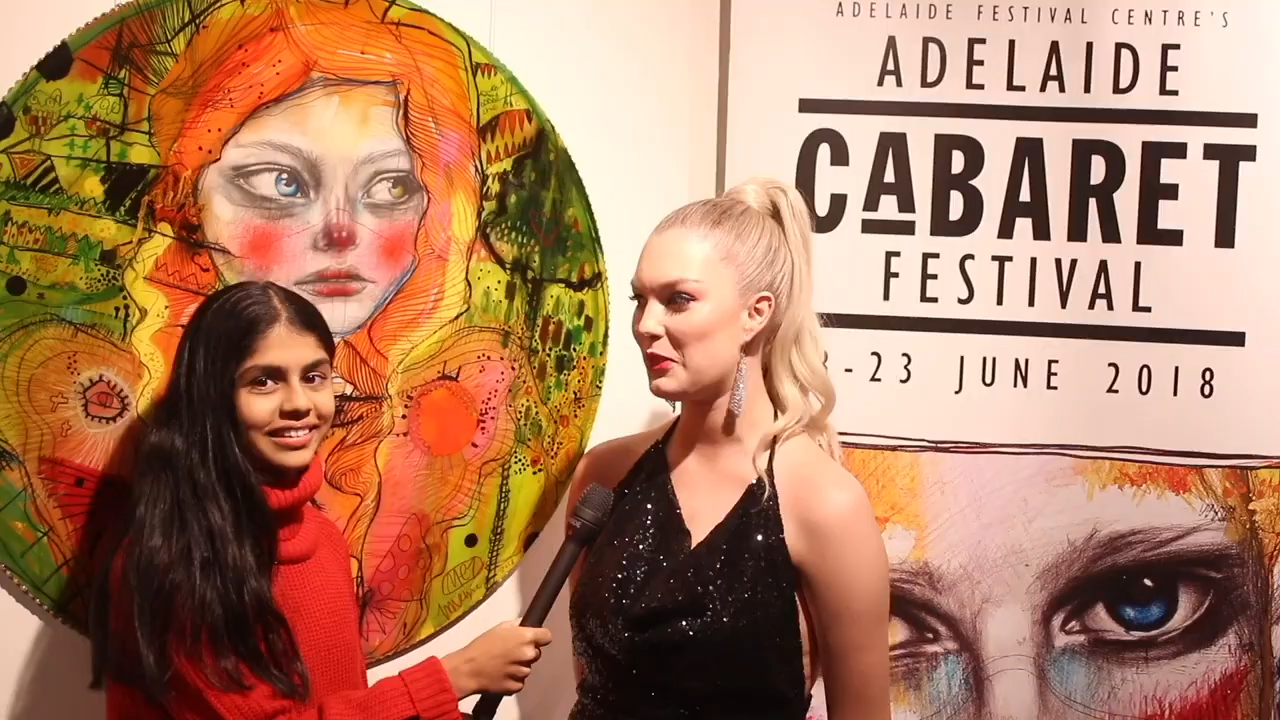 ADELAIDE FESTIVAL CENTRE'S
ADELAIDE
CABARET
FESTIVAL
-23 JUNE 2018